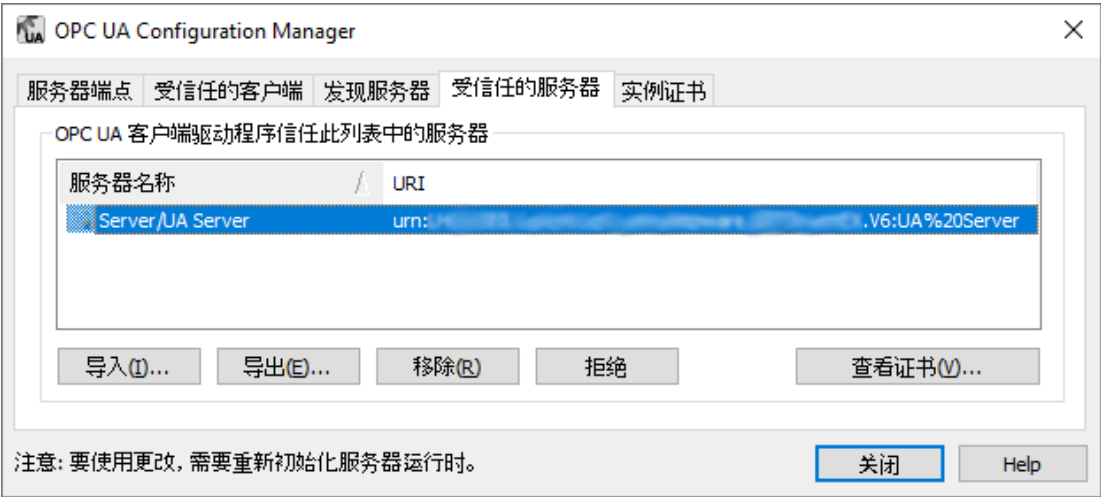 UA OPC UA Configuration Manager
服务器端点 受信任的客户端 发现服务器 受信任的服务器 实例证书
OPC UA 客户端驱动程序信任此列表中的服务器
服务器名称 URI
Server/UA Server urn: .V6:UA%20Server
导入(I)... 导出(E)... 移除(R) 拒绝 查看证书(V)...
注意: 要使用更改, 需要重新初始化服务器运行时。 关闭 Help